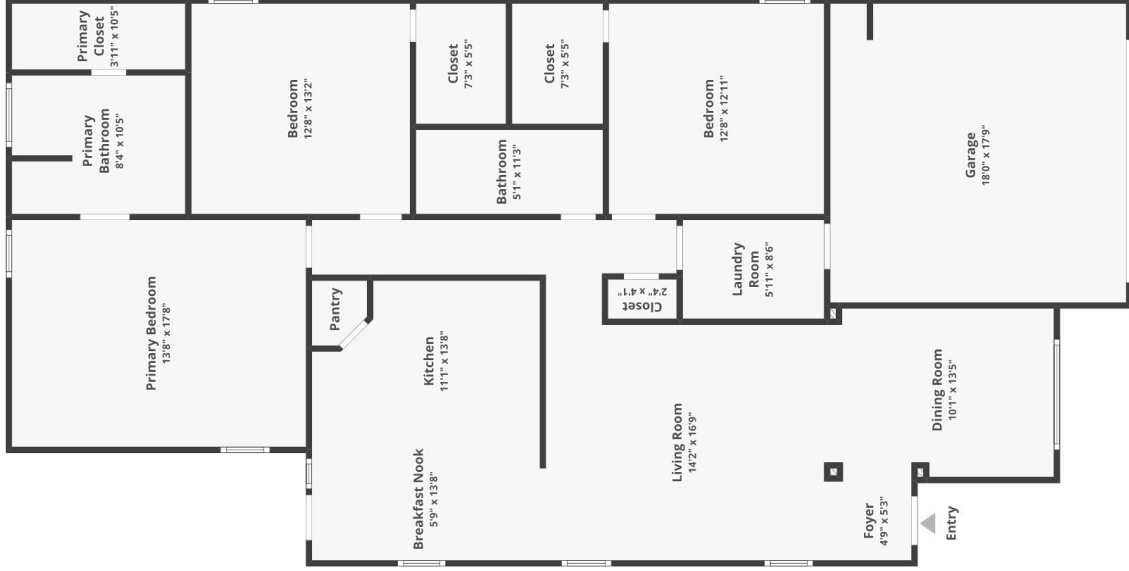 Primary
Closet
3'11" x 10'5"
Primary
Bathroom
8'4" x 10'5"
Bedroom
12'8" x 13'2"
Closet
7'3" x 5'5"
Closet
7'3" x 5'5"
Bathroom
5'1" x 11'3"
Bedroom
12'8" x 12'11"
Garage
18'0" x 17'9"
Primary Bedroom
13'8" x 17'8"
Pantry
Kitchen
11'1" x 13'8"
Closet
2'4" x 4'1"
Laundry
Room
5'11" x 8'6"
Breakfast Nook
5'9" x 13'8"
Living Room
14'2" x 16'9"
Dining Room
10'1" x 13'5"
Foyer
4'9" x 5'3"
Entry